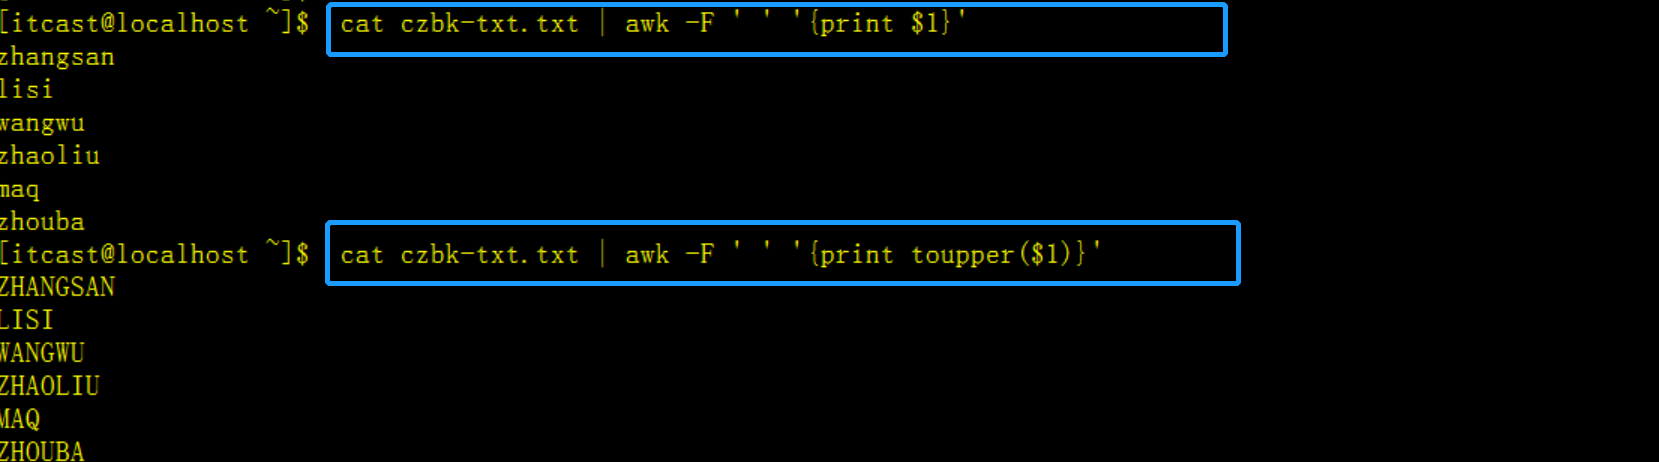 [itcast@localhost ~]$ cat czbk-txt.txt | awk -F ' ' '{print $1}'
zhangsan
lisi
wangwu
zhaoliu
maq
zhouba
[itcast@localhost ~]$ cat czbk-txt.txt | awk -F ' ' '{print toupper($1)}'
ZHANGSAN
LISI
WANGWU
ZHAOLIU
MAQ
ZHOUBA